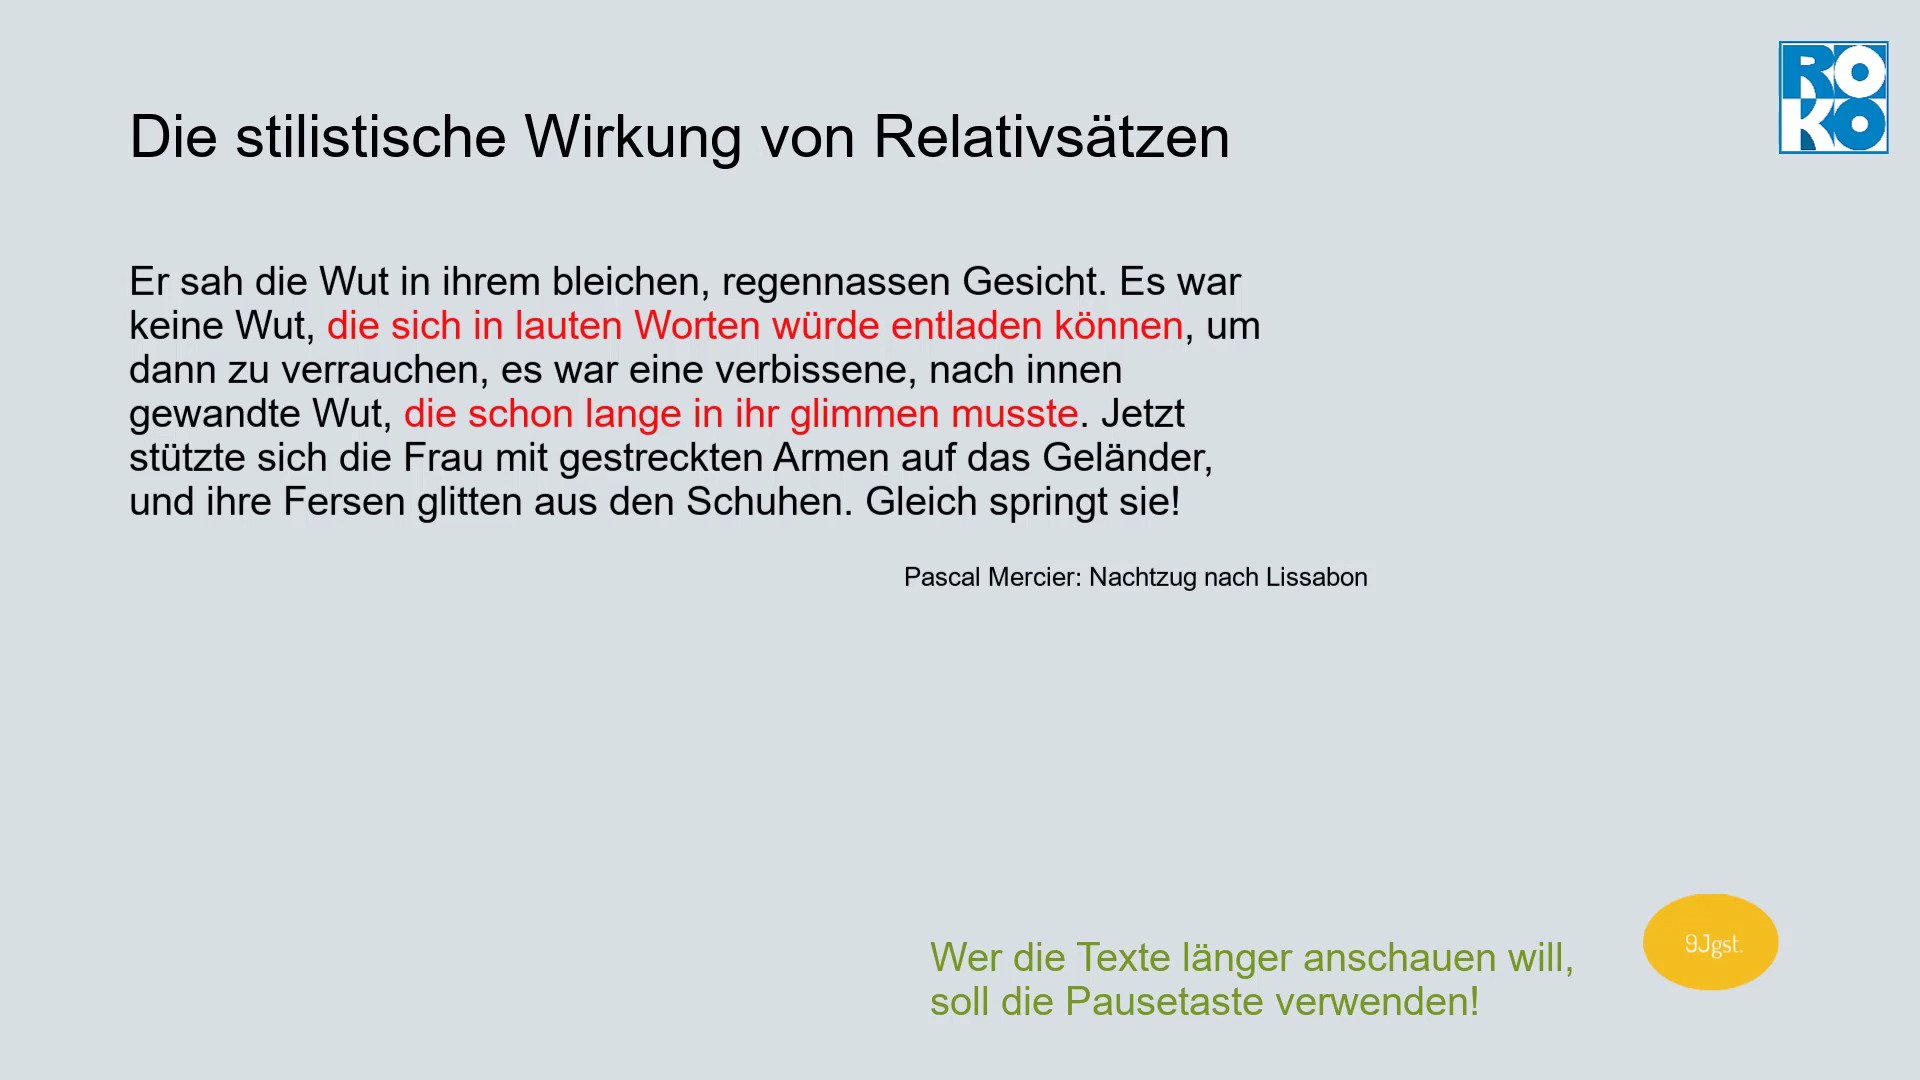 RO
KO
Die stilistische Wirkung von Relativsätzen
Er sah die Wut in ihrem bleichen, regennassen Gesicht. Es war
keine Wut, die sich in lauten Worten würde entladen können, um
dann zu verrauchen, es war eine verbissene, nach innen
gewandte Wut, die schon lange in ihr glimmen musste. Jetzt
stützte sich die Frau mit gestreckten Armen auf das Geländer,
und ihre Fersen glitten aus den Schuhen. Gleich springt sie!
Pascal Mercier: Nachtzug nach Lissabon
Wer die Texte länger anschauen will,
soll die Pausetaste verwenden!
9Jgst.